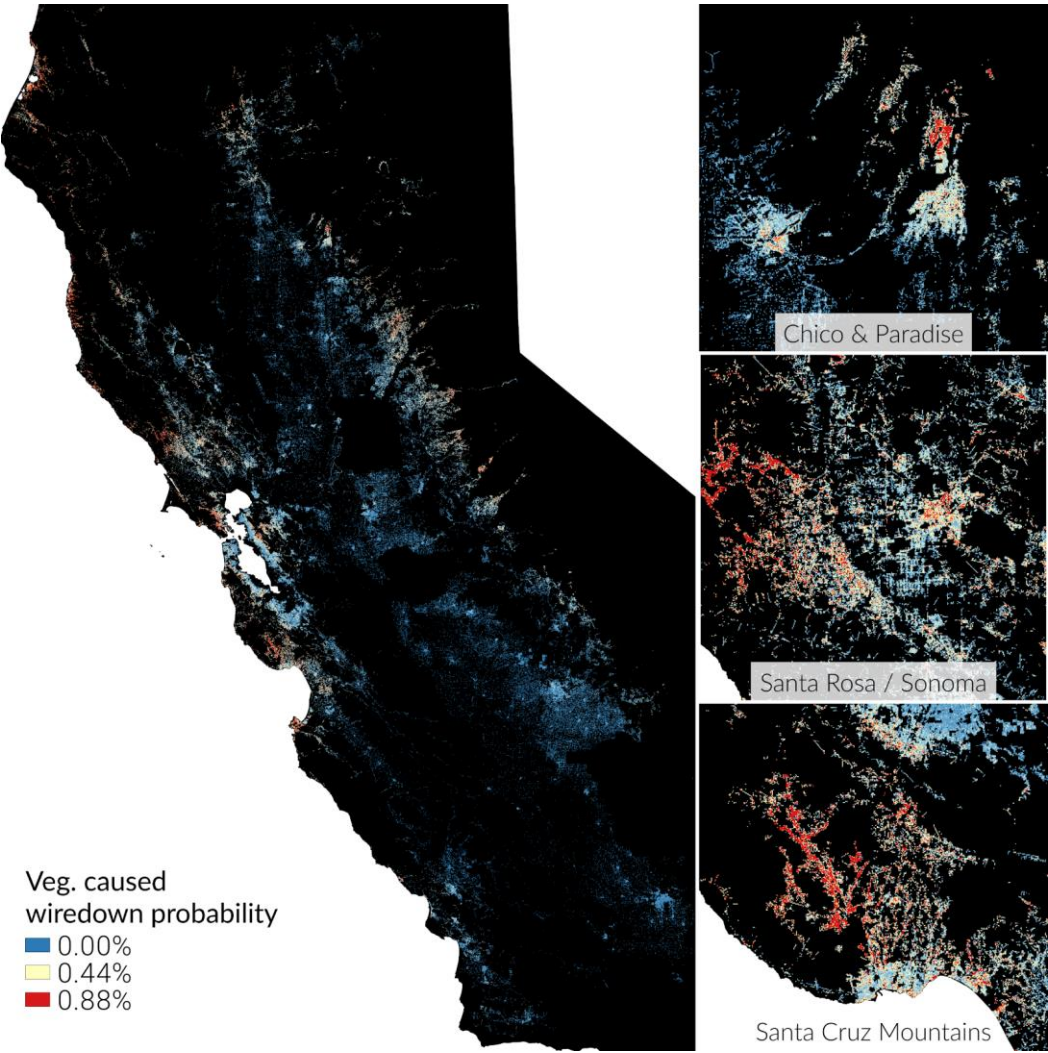 Chico & Paradise
Santa Rosa / Sonoma
Veg. caused
wiredown probability
0.00%
0.44%
0.88%
Santa Cruz Mountains